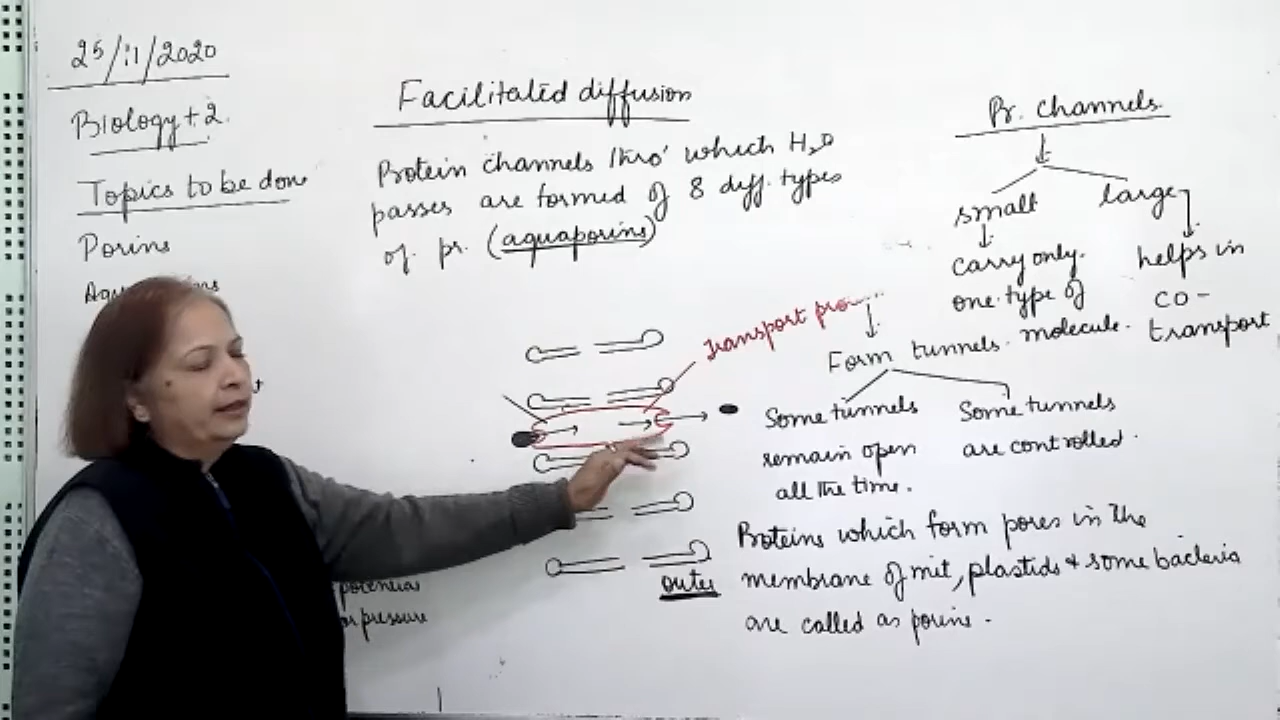 25/11/2020
Biology +2.
Topics to be done
Porins
potential
pressure
Facilitated diffusion
Protein channels thro' which H2O
passes are formed of 8 diff. types
of pr. (aquaporins)
transport
Form tunnels.
Some tunnels
remain open
all the time.
Some tunnels
are controlled.
Pr. channels.
small
carry only.
one type of
molecule.
large
helps in
co-
transport
Proteins which form pores in the
outer membrane of mit, plastids & some bacteria
are called as porins.